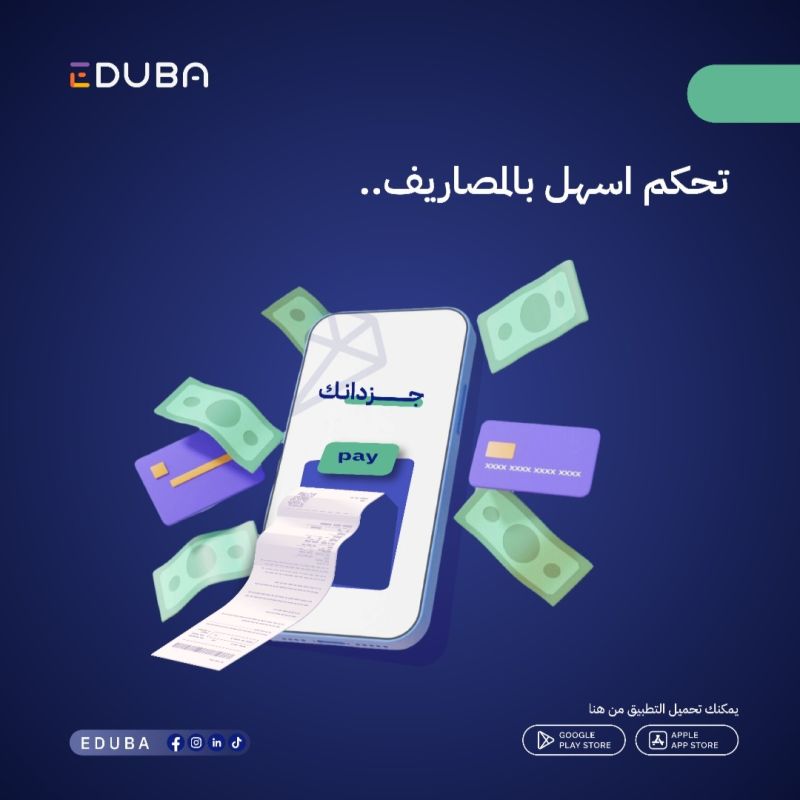 EDUBA
تحكم اسهل بالمصاريف..
جـــزدانك
pay
XXXX XXXX XXXX XXXX
يمكنك تحميل التطبيق من هنا
EDUBA
GOOGLE
PLAY STORE
APPLE
APP STORE